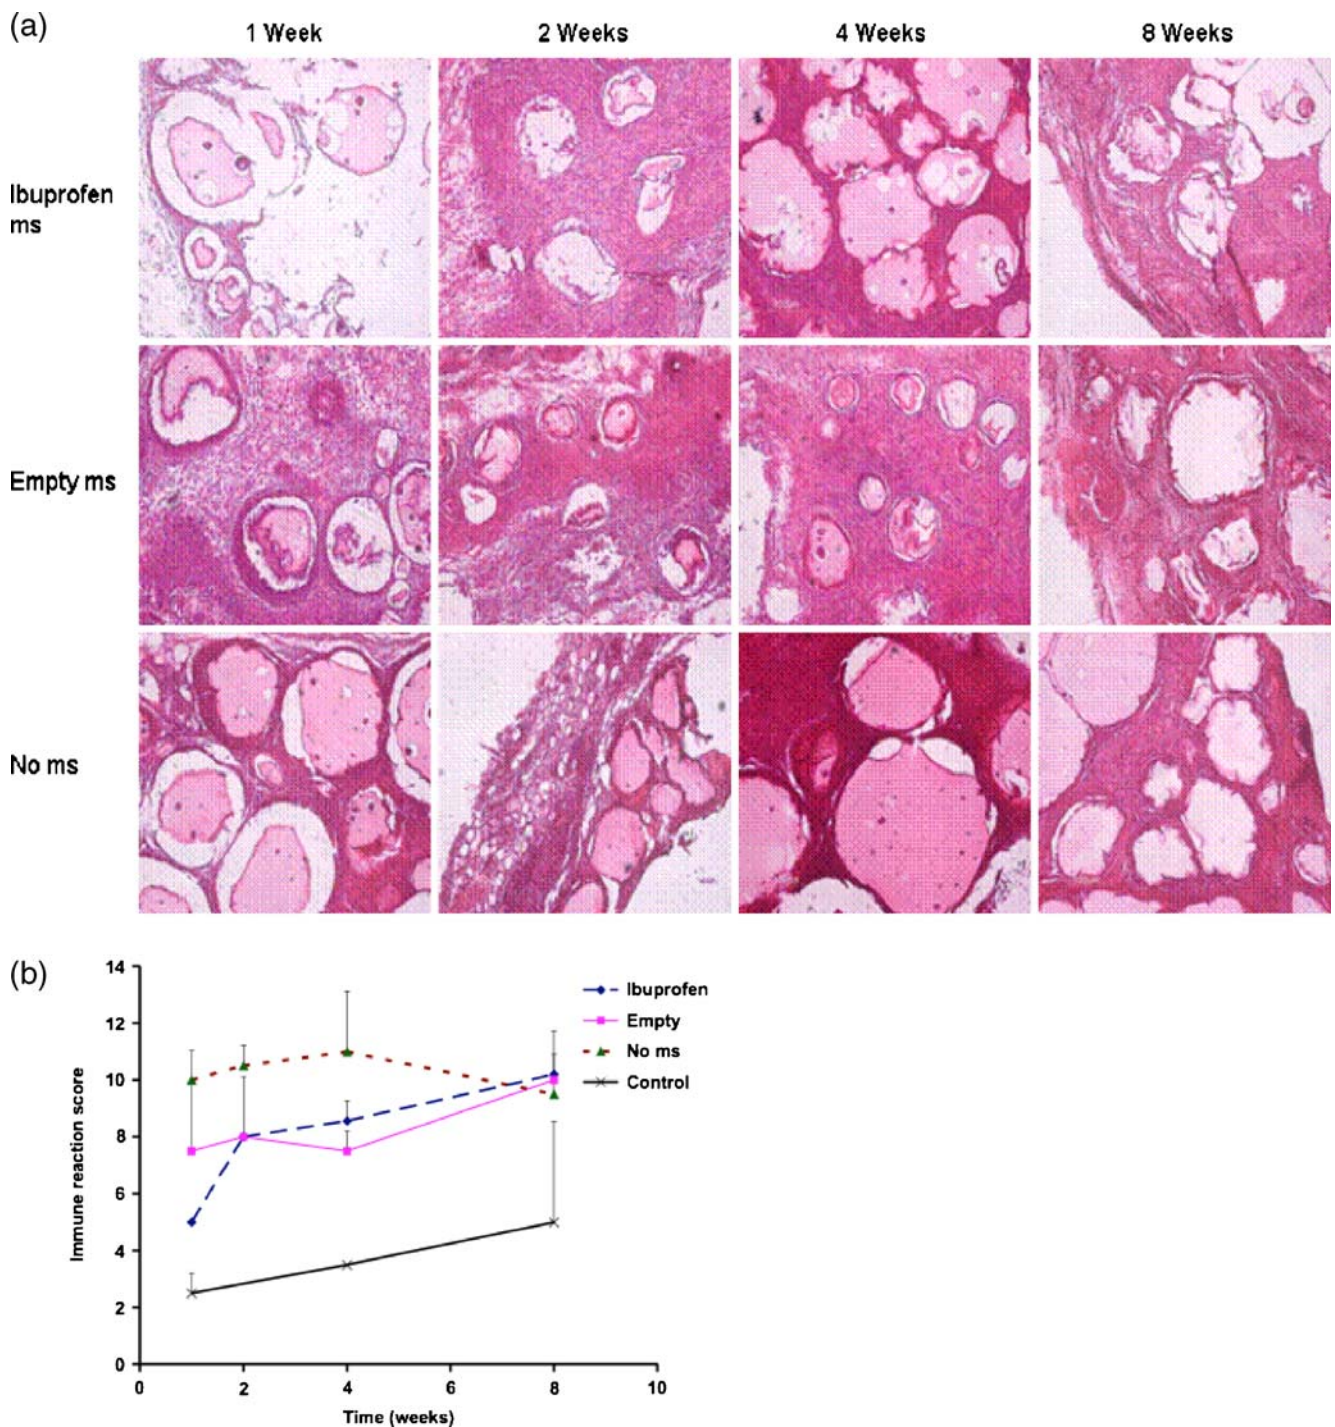 (a)
1 Week
2 Weeks
4 Weeks
8 Weeks
Ibuprofen
ms
Empty ms
No ms
(b)
14
12
10
8
6
4
2
0
Immune reaction score
0
2
4
6
8
10
Time (weeks)
Ibuprofen
Empty
No ms
Control